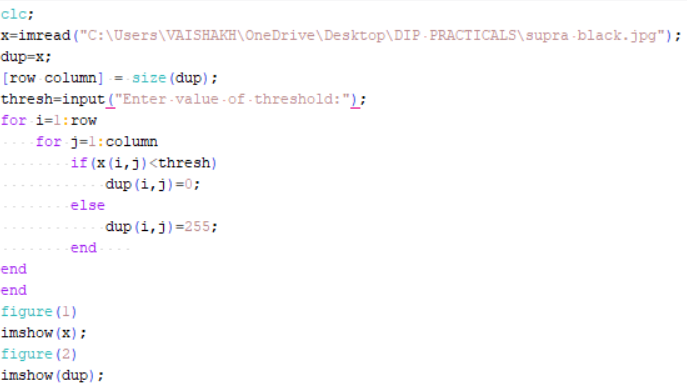 clc;
x=imread("C:\Users\VAISHAKH\OneDrive\Desktop\DIP PRACTICALS\supra black.jpg");
dup=x;
[row column] = size(dup);
thresh=input("Enter value of threshold:");
for i=1:row
    for j=1:column
        if(x(i,j)<thresh)
            dup(i,j)=0;
        else
            dup(i,j)=255;
        end
end
end
figure(1)
imshow(x);
figure(2)
imshow(dup);